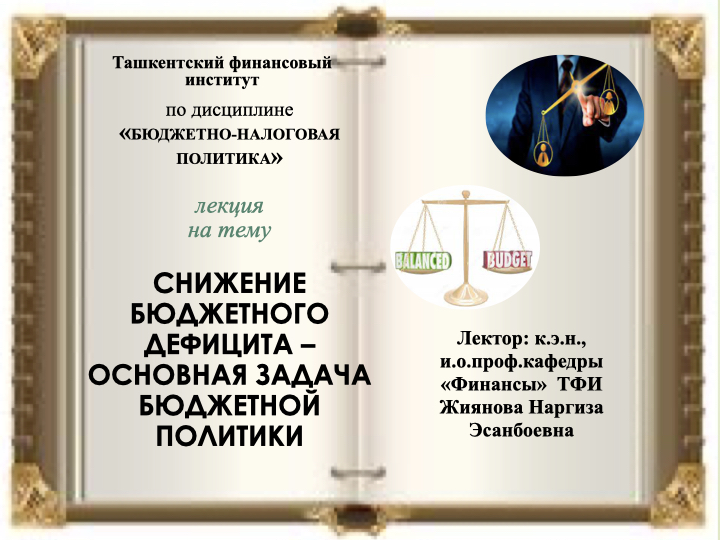 Ташкентский финансовый
институт
по дисциплине
«БЮДЖЕТНО-НАЛОГОВАЯ
ПОЛИТИКА»
лекция
на тему
СНИЖЕНИЕ
БЮДЖЕТНОГО
ДЕФИЦИТА –
ОСНОВНАЯ ЗАДАЧА
БЮДЖЕТНОЙ
ПОЛИТИКИ
BALANCED BUDGET
Лектор: к.э.н.,
и.о.проф.кафедры
«Финансы» ТФИ
Жиянова Наргиза
Эсанбоевна